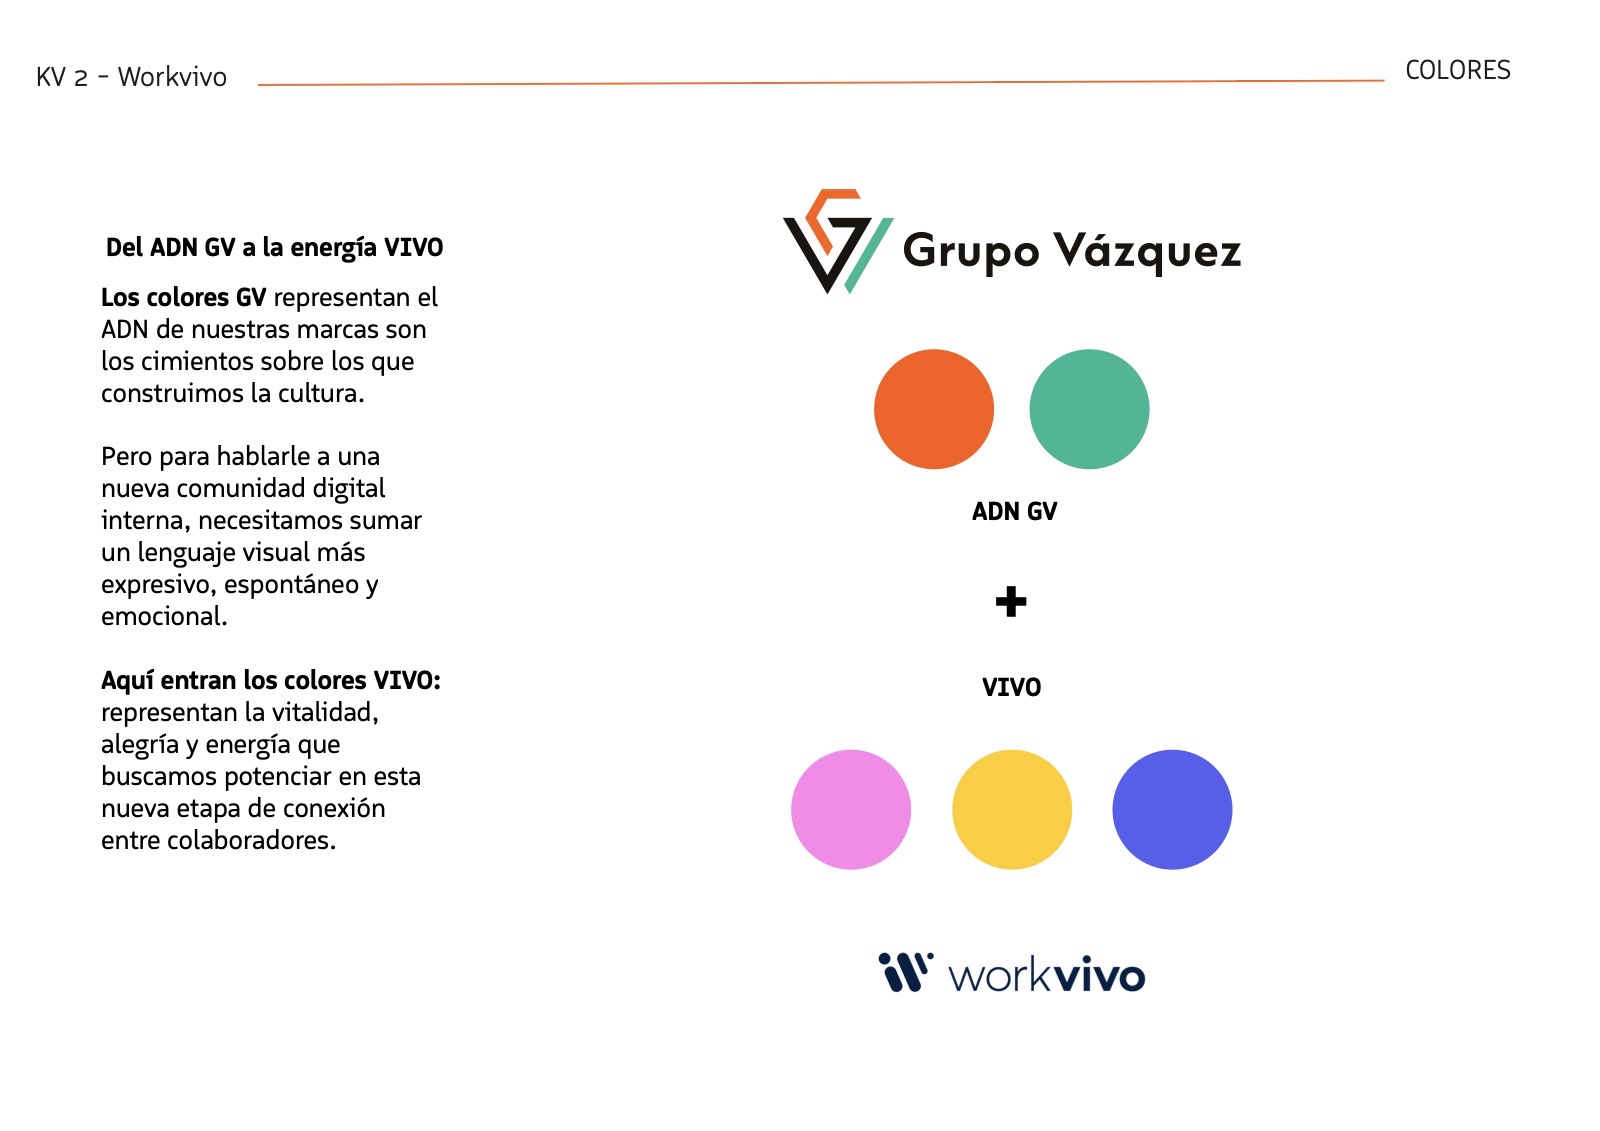 KV 2 - Workvivo
COLORES
Del ADN GV a la energía VIVO
Los colores GV representan el
ADN de nuestras marcas son
los cimientos sobre los que
construimos la cultura.
Pero para hablarle a una
nueva comunidad digital
interna, necesitamos sumar
un lenguaje visual más
expresivo, espontáneo y
emocional.
Aquí entran los colores VIVO:
representan la vitalidad,
alegría y energía que
buscamos potenciar en esta
nueva etapa de conexión
entre colaboradores.
Grupo Vázquez
ADN GV
+
VIVO
workvivo